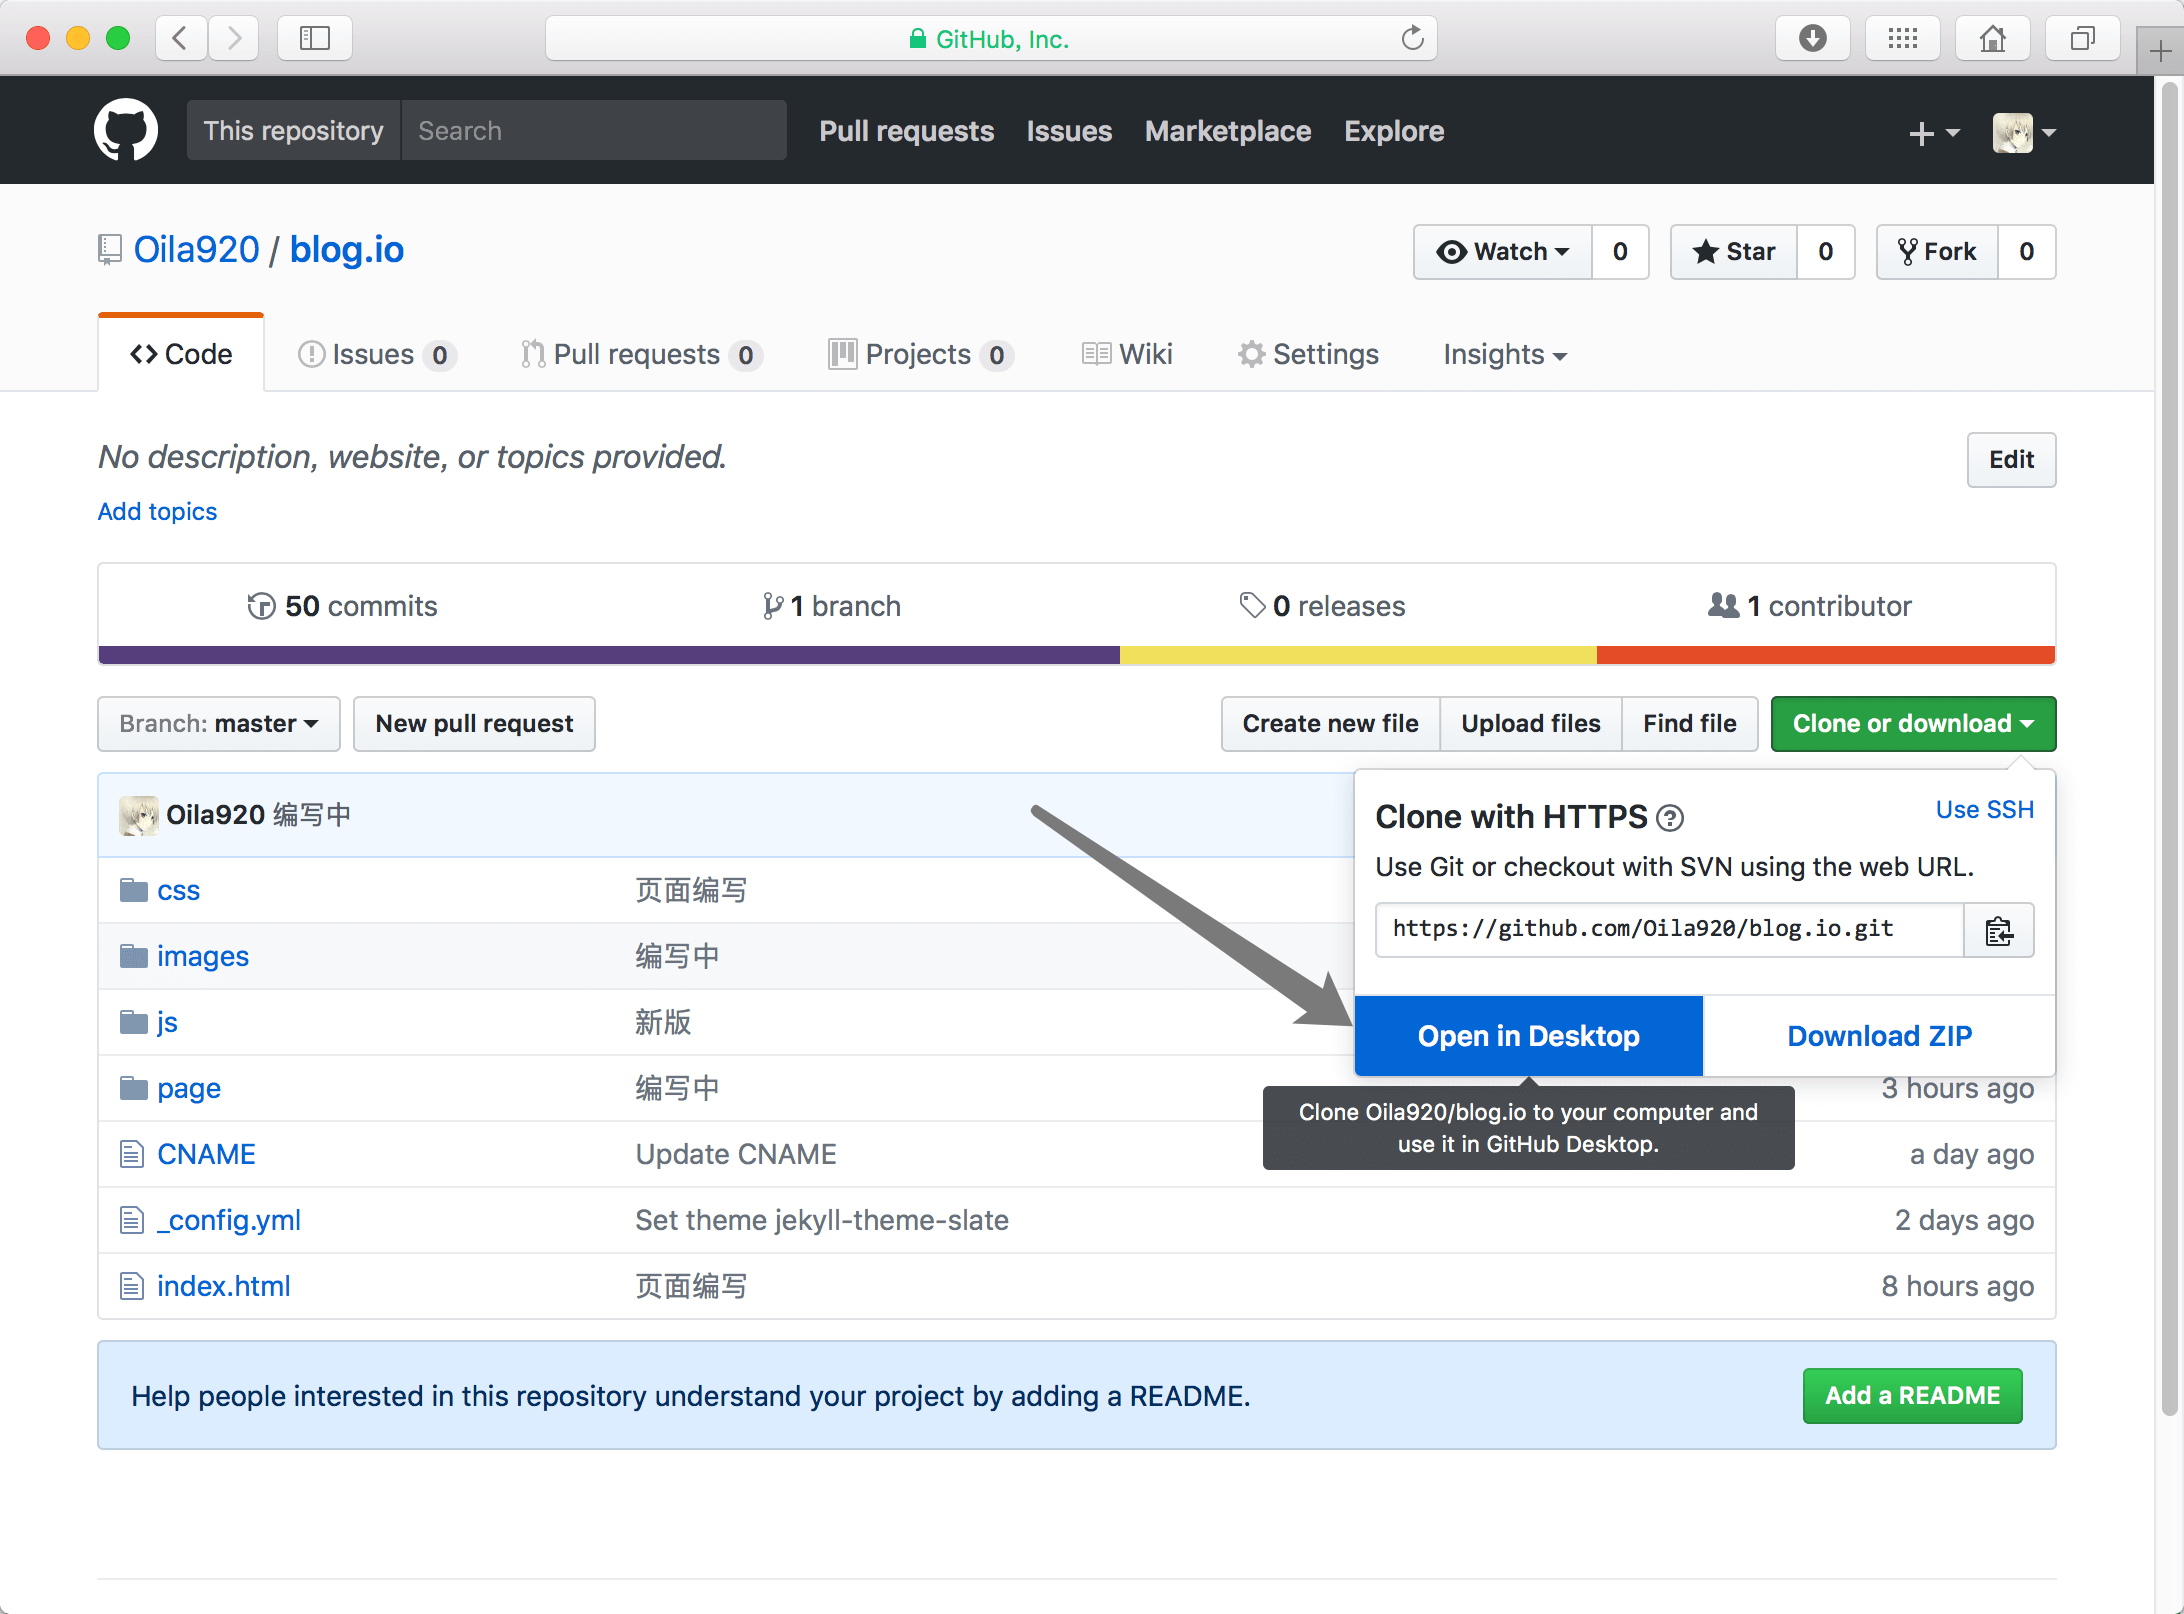 GitHub, Inc.
This repository Search Pull requests Issues Marketplace Explore
Oila920 / blog.io Watch 0 Star 0 Fork 0
Code Issues 0 Pull requests 0 Projects 0 Wiki Settings Insights
No description, website, or topics provided. Edit
Add topics
50 commits 1 branch 0 releases 1 contributor
Branch: master New pull request Create new file Upload files Find file Clone or download
Oila920 编写中
Clone with HTTPS ? Use SSH
Use Git or checkout with SVN using the web URL.
https://github.com/Oila920/blog.io.git
Open in Desktop Download ZIP
Clone Oila920/blog.io to your computer and
use it in GitHub Desktop.
css 页面编写
images 编写中
js 新版
page 编写中 3 hours ago
CNAME Update CNAME a day ago
_config.yml Set theme jekyll-theme-slate 2 days ago
index.html 页面编写 8 hours ago
Help people interested in this repository understand your project by adding a README. Add a README